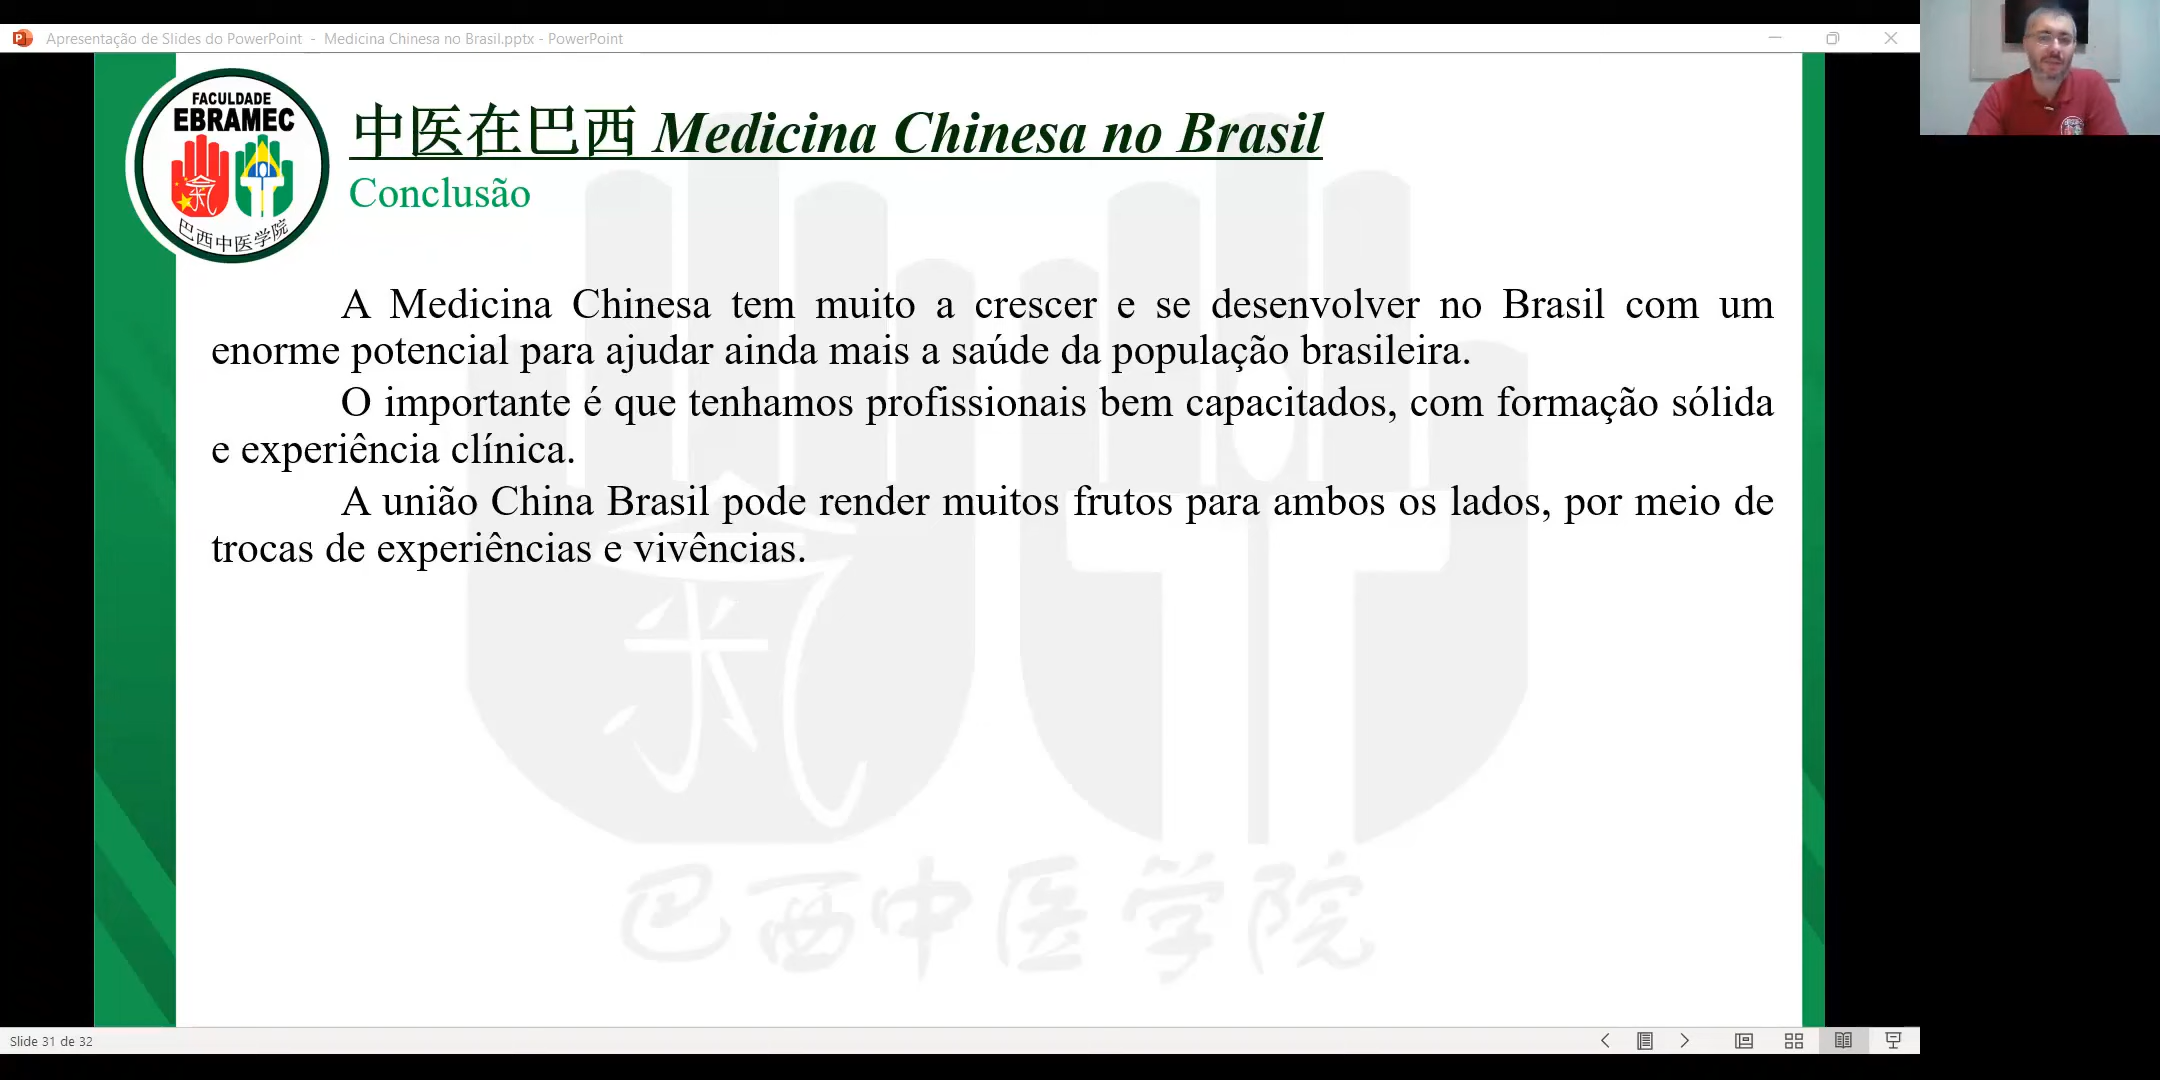 Apresentação de Slides do PowerPoint - Medicina Chinesa no Brasil.pptx - PowerPoint
FACULDADE
EBRAMEC
巴西中医学院
中医在巴西 Medicina Chinesa no Brasil
Conclusão
A Medicina Chinesa tem muito a crescer e se desenvolver no Brasil com um
enorme potencial para ajudar ainda mais a saúde da população brasileira.
O importante é que tenhamos profissionais bem capacitados, com formação sólida
e experiência clínica.
A união China Brasil pode render muitos frutos para ambos os lados, por meio de
trocas de experiências e vivências.
气
巴西中医学院
Slide 31 de 32